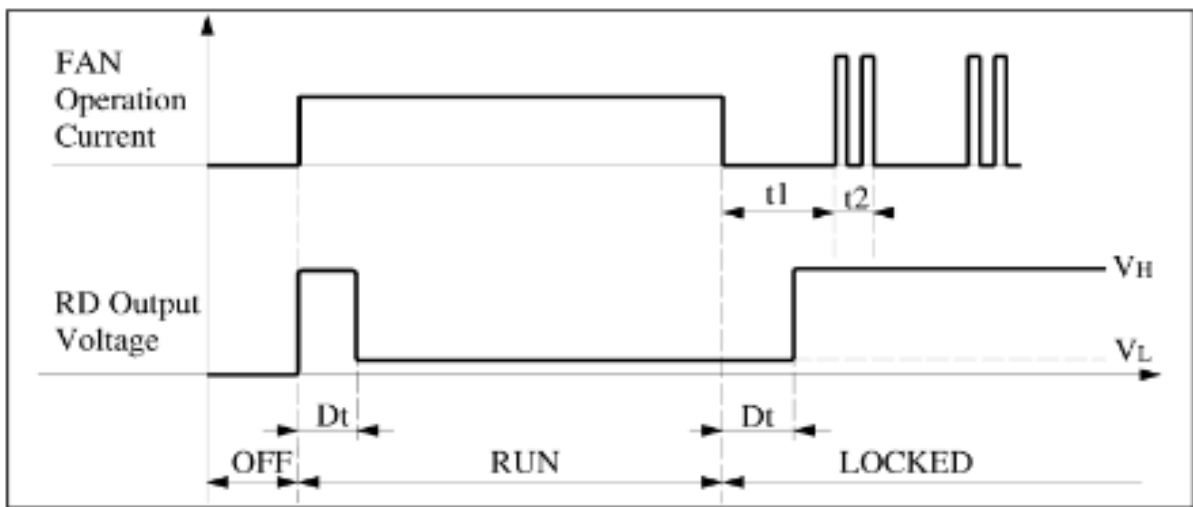 FAN
Operation
Current
t1
t2
RD Output
Voltage
VH
VL
Dt
Dt
OFF
RUN
LOCKED